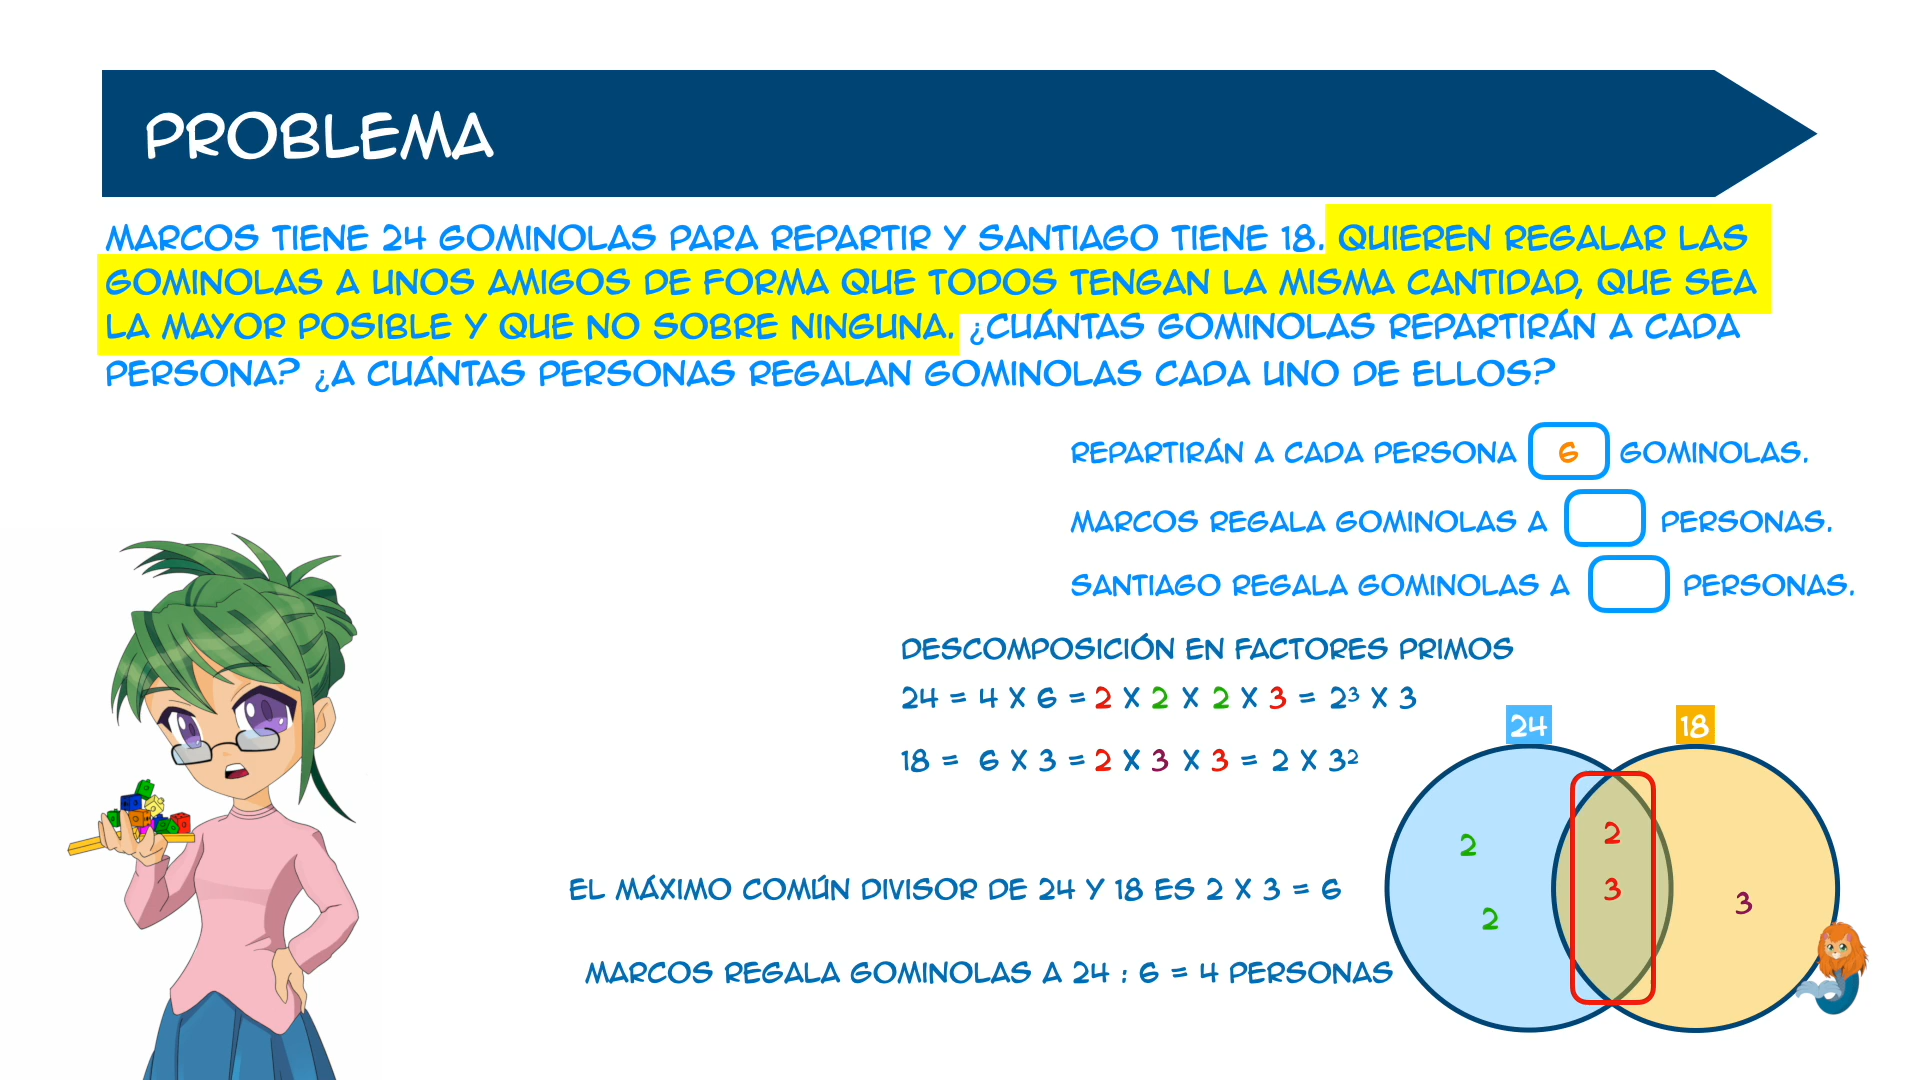 PROBLEMA
MARCOS TIENE 24 GOMINOLAS PARA REPARTIR Y SANTIAGO TIENE 18. QUIEREN REGALAR LAS
GOMINOLAS A UNOS AMIGOS DE FORMA QUE TODOS TENGAN LA MISMA CANTIDAD, QUE SEA
LA MAYOR POSIBLE Y QUE NO SOBRE NINGUNA. ¿CUÁNTAS GOMINOLAS REPARTIRÁN A CADA
PERSONA? ¿A CUÁNTAS PERSONAS REGALAN GOMINOLAS CADA UNO DE ELLOS?
REPARTIRÁN A CADA PERSONA 6 GOMINOLAS.
MARCOS REGALA GOMINOLAS A PERSONAS.
SANTIAGO REGALA GOMINOLAS A PERSONAS.
DESCOMPOSICIÓN EN FACTORES PRIMOS
24 = 4 X 6 = 2 X 2 X 2 X 3 = 2³ X 3
18 = 6 X 3 = 2 X 3 X 3 = 2 X 3²
24 18
2 2
2 3 3
EL MÁXIMO COMÚN DIVISOR DE 24 Y 18 ES 2 X 3 = 6
MARCOS REGALA GOMINOLAS A 24 : 6 = 4 PERSONAS